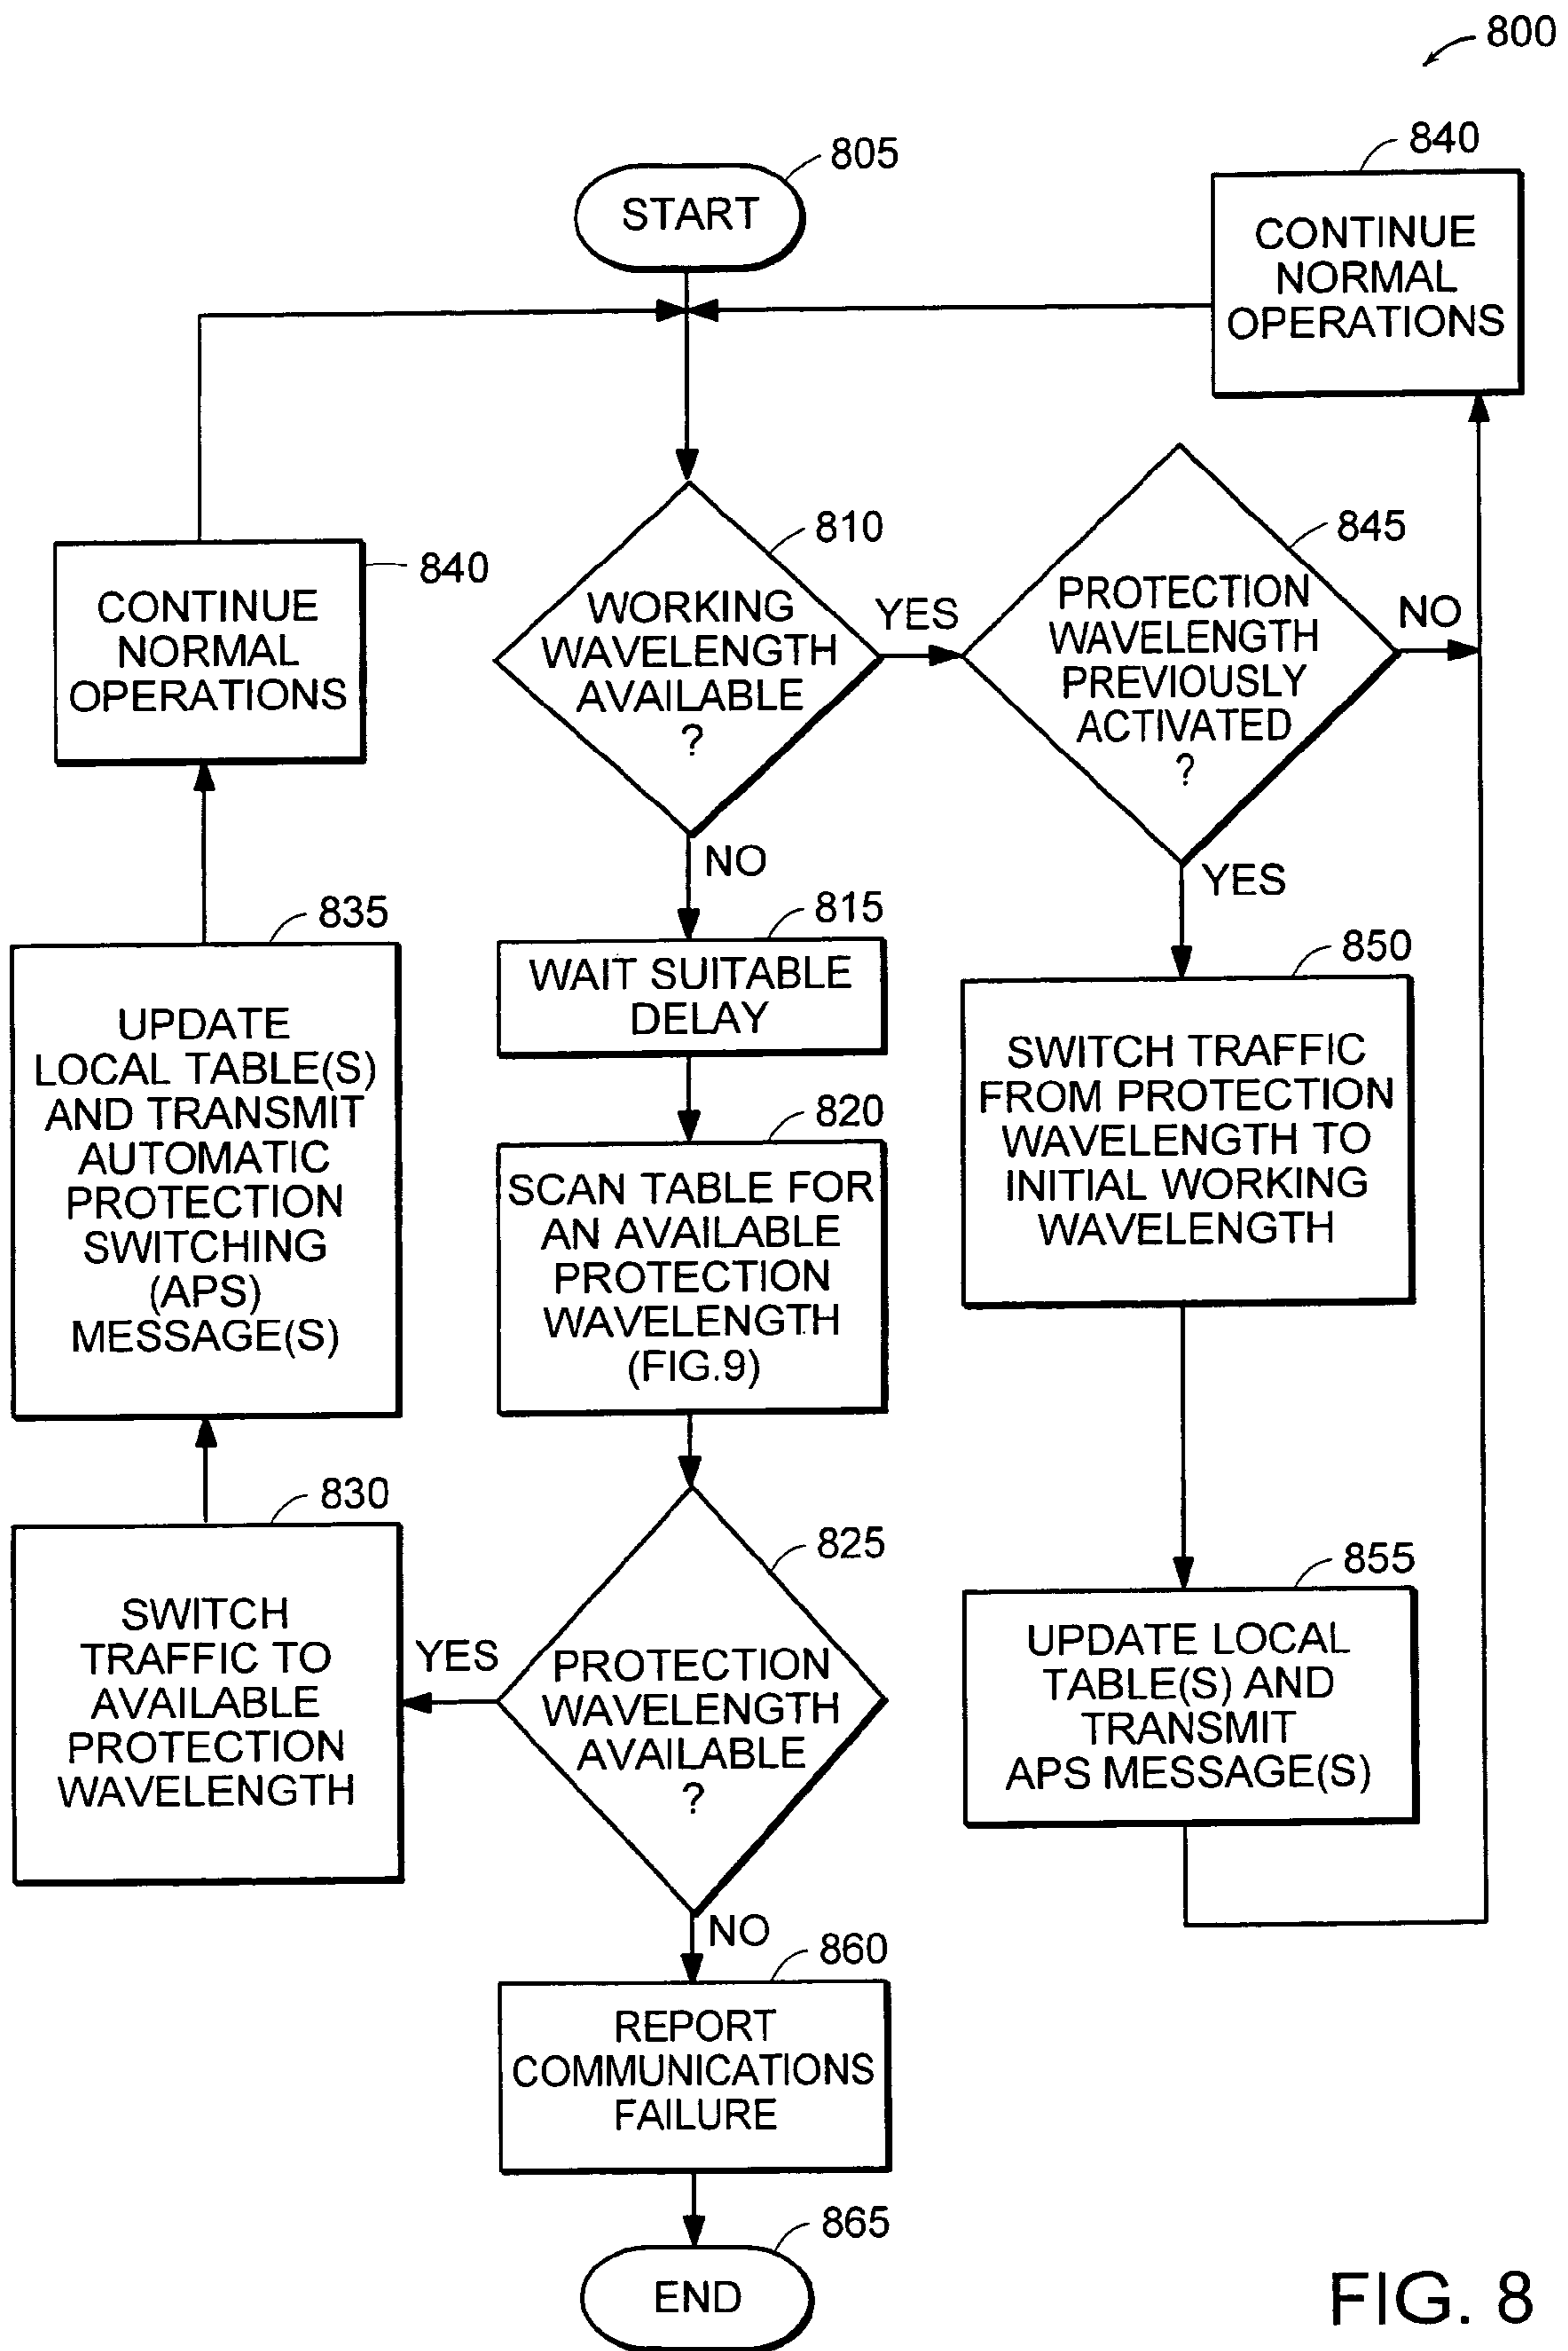 800
805
START
840
CONTINUE
NORMAL
OPERATIONS
810
WORKING
WAVELENGTH
AVAILABLE
?
YES
845
PROTECTION
WAVELENGTH
PREVIOUSLY
ACTIVATED
?
NO
840
CONTINUE
NORMAL
OPERATIONS
NO
YES
835
UPDATE
LOCAL TABLE(S)
AND TRANSMIT
AUTOMATIC
PROTECTION
SWITCHING
(APS)
MESSAGE(S)
815
WAIT SUITABLE
DELAY
850
SWITCH TRAFFIC
FROM PROTECTION
WAVELENGTH TO
INITIAL WORKING
WAVELENGTH
820
SCAN TABLE FOR
AN AVAILABLE
PROTECTION
WAVELENGTH
(FIG.9)
830
SWITCH
TRAFFIC TO
AVAILABLE
PROTECTION
WAVELENGTH
YES
825
PROTECTION
WAVELENGTH
AVAILABLE
?
855
UPDATE LOCAL
TABLE(S) AND
TRANSMIT
APS MESSAGE(S)
NO
860
REPORT
COMMUNICATIONS
FAILURE
865
END
FIG. 8